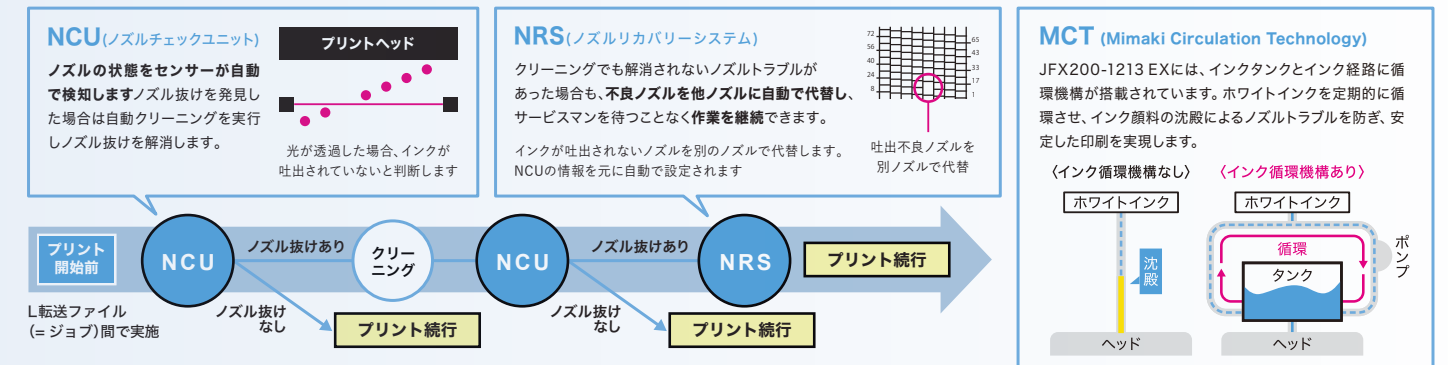 NCU(ノズルチェックユニット)
ノズルの状態をセンサーが自動
で検知しますノズル抜けを発見し
た場合は自動クリーニングを実行
しノズル抜けを解消します。
プリントヘッド
光が透過した場合、インクが
吐出されていないと判断します
NRS(ノズルリカバリーシステム)
クリーニングでも解消されないノズルトラブルが
あった場合も、不良ノズルを他ノズルに自動で代替し、
サービスマンを待つことなく作業を継続できます。
インクが吐出されないノズルを別のノズルで代替します。
NCUの情報を元に自動で設定されます
72
56
40
24
8
65
43
33
17
1
吐出不良ノズルを
別ノズルで代替
プリント
開始前
NCU
ノズル抜けあり
クリー
ニング
NCU
ノズル抜けあり
NRS
プリント続行
L転送ファイル
(= ジョブ)間で実施
ノズル抜け
なし
プリント続行
ノズル抜け
なし
プリント続行
MCT (Mimaki Circulation Technology)
JFX200-1213 EXには、インクタンクとインク経路に循
環機構が搭載されています。ホワイトインクを定期的に循
環させ、インク顔料の沈殿によるノズルトラブルを防ぎ、安
定した印刷を実現します。
〈インク循環機構なし〉
ホワイトインク
沈殿
ヘッド
〈インク循環機構あり〉
ホワイトインク
循環
タンク
ポンプ
ヘッド